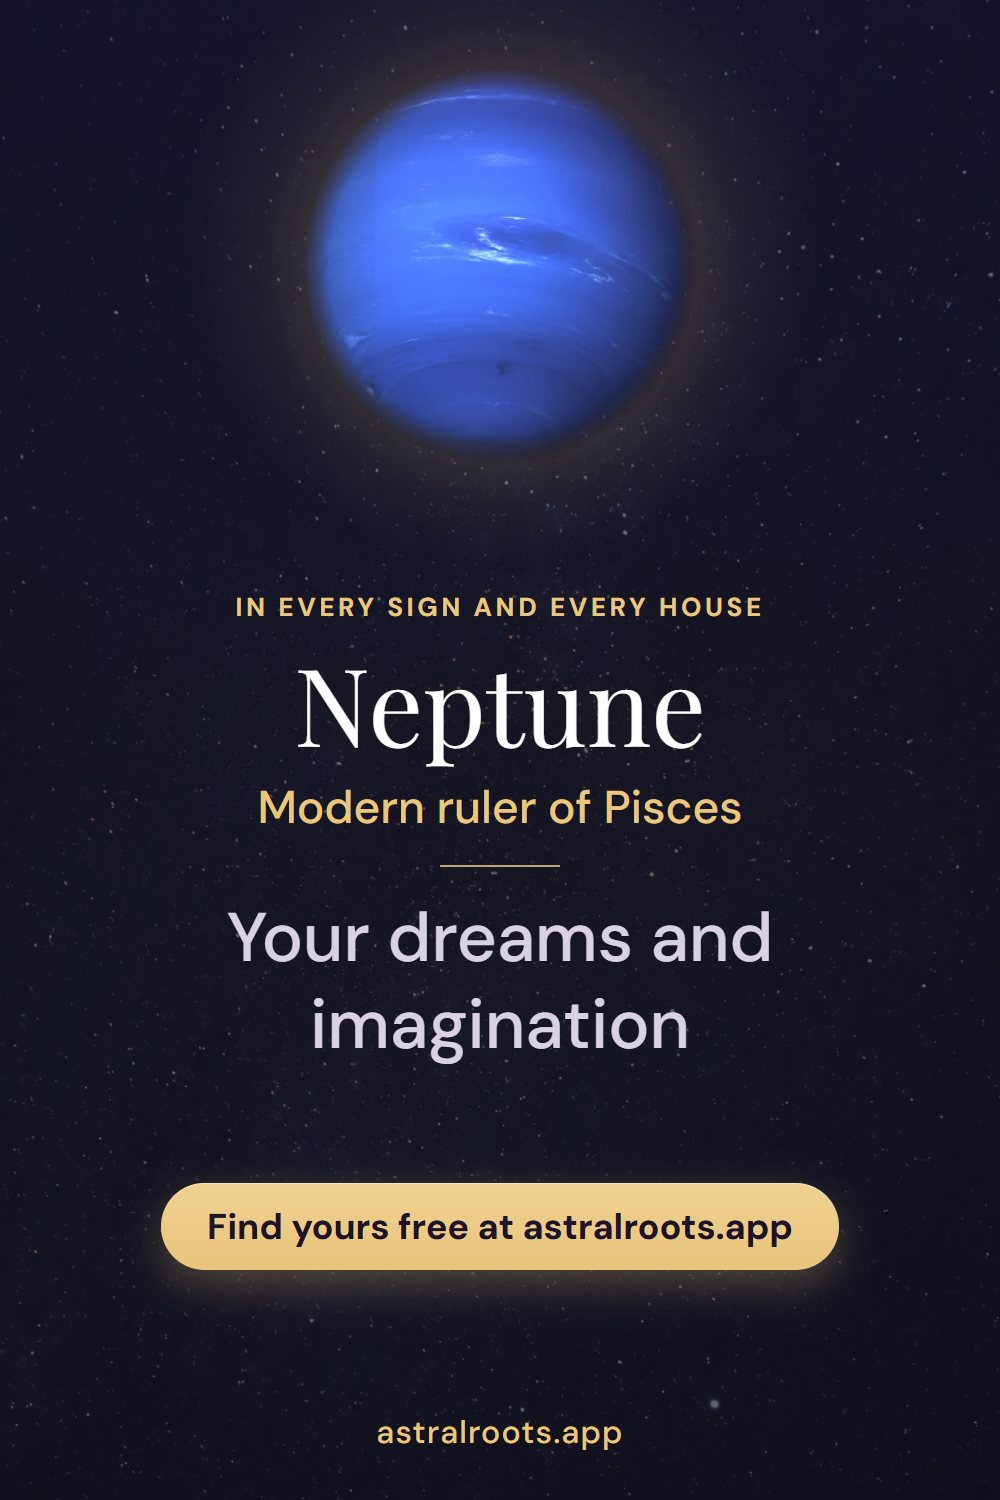 IN EVERY SIGN AND EVERY HOUSE
Neptune
Modern ruler of Pisces
Your dreams and
imagination
Find yours free at astralroots.app
astralroots.app